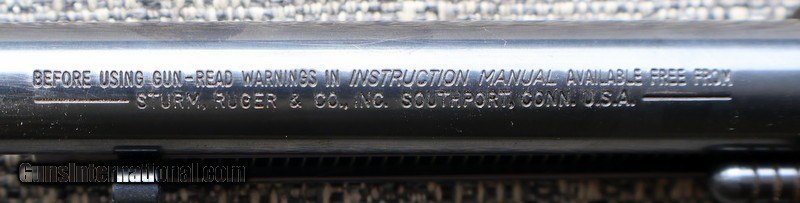 BEFORE USING GUN-READ WARNINGS IN INSTRUCTION MANUAL AVAILABLE FREE FROM
STURM, RUGER & CO., INC. SOUTHPORT, CONN. U.S.A.
GunsInternational.com